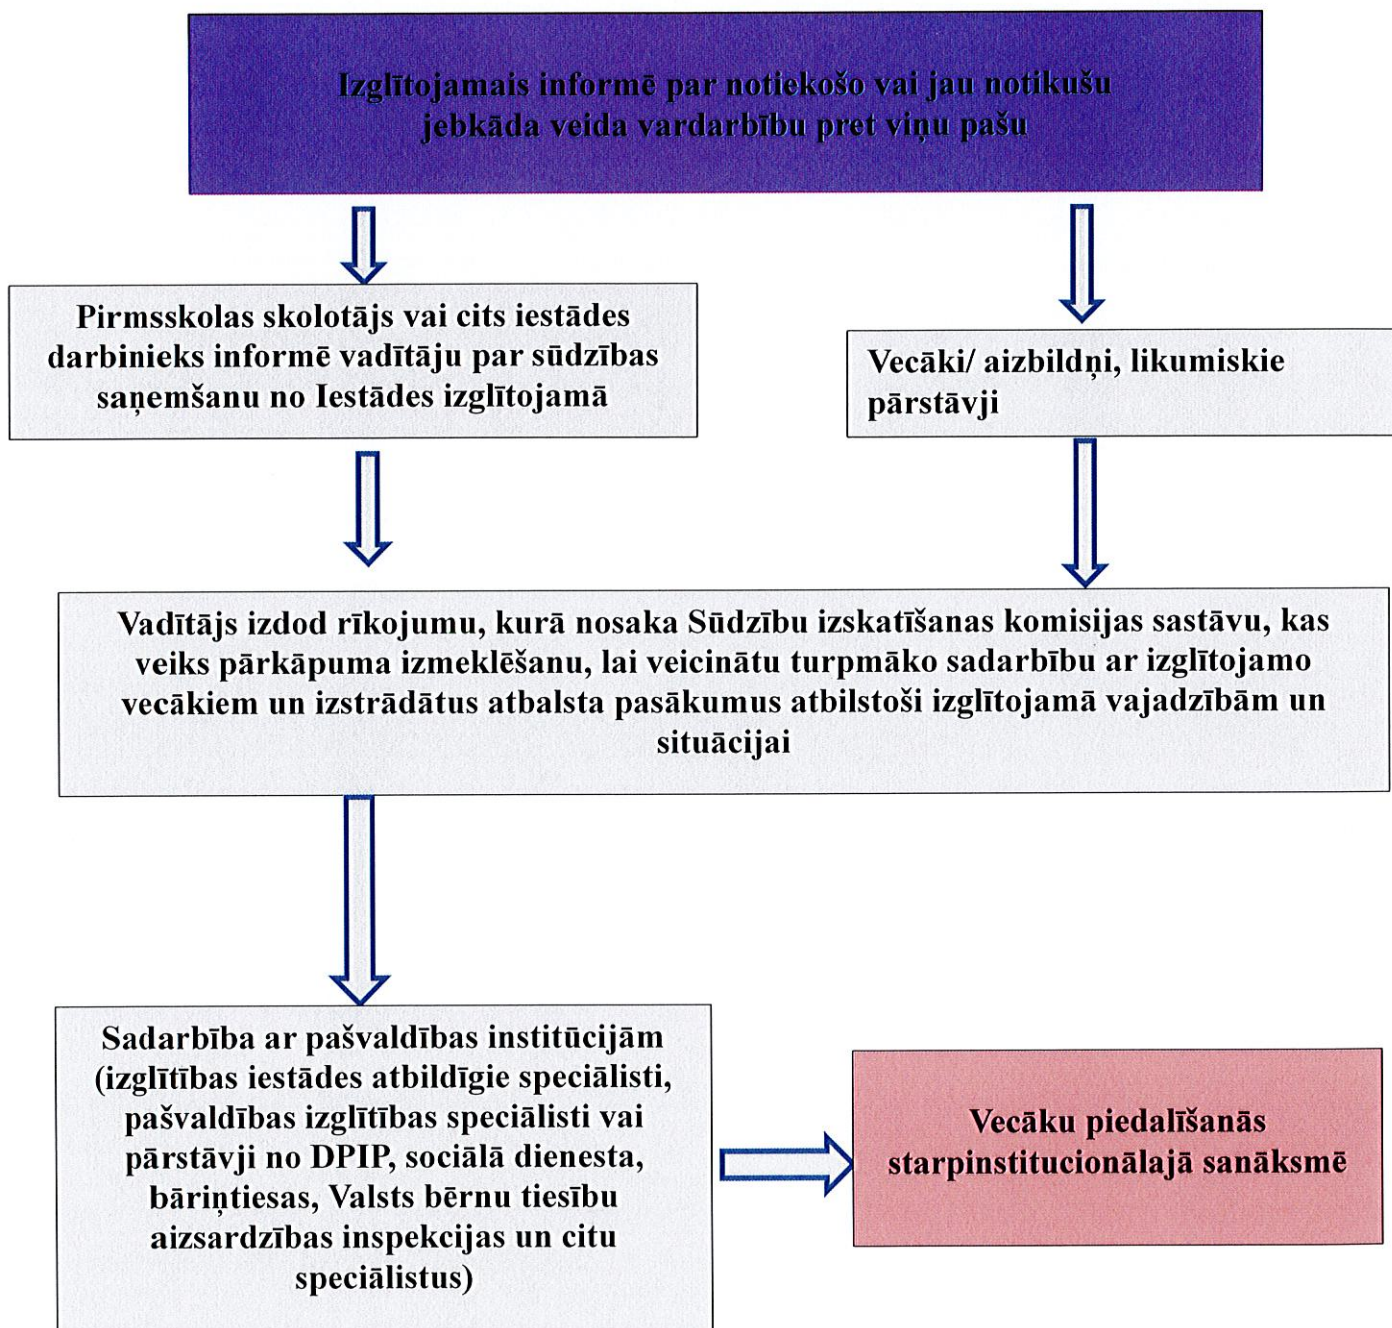 Izglītojamais informē par notiekošo vai jau notikušu
jebkāda veida vardarbību pret viņu pašu
Pirmsskolas skolotājs vai cits iestādes
darbinieks informē vadītāju par sūdzības
saņemšanu no Iestādes izglītojamā
Vecāki/ aizbildņi, likumiskie
pārstāvji
Vadītājs izdod rīkojumu, kurā nosaka Sūdzību izskatīšanas komisijas sastāvu, kas
veiks pārkāpuma izmeklēšanu, lai veicinātu turpmāko sadarbību ar izglītojamo
vecākiem un izstrādātus atbalsta pasākumus atbilstoši izglītojamā vajadzībām un
situācijai
Sadarbība ar pašvaldības institūcijām
(izglītības iestādes atbildīgie speciālisti,
pašvaldības izglītības speciālisti vai
pārstāvji no DPIP, sociālā dienesta,
bāriņtiesas, Valsts bērnu tiesību
aizsardzības inspekcijas un citu
speciālistus)
Vecāku piedalīšanās
starpinstitucionālajā sanāksmē